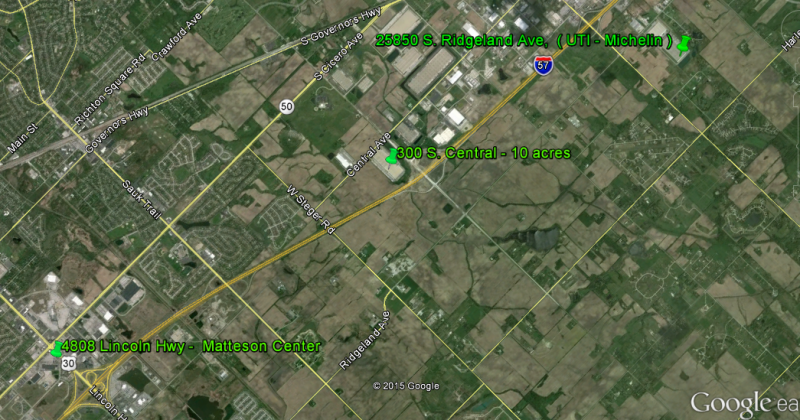 S Governors Hwy
Crawford Ave
25850 S. Ridgeland Ave, ( UTI - Michelin )
S Cicero Ave
57
Richton Square Rd
50
Main St
Governors Hwy
Central Ave
300 S. Central - 10 acres
Sauk Trail
W Steger Rd
Ridgeland Ave
4808 Lincoln Hwy - Matteson Center
30
© 2015 Google
Lincoln H
Google ea